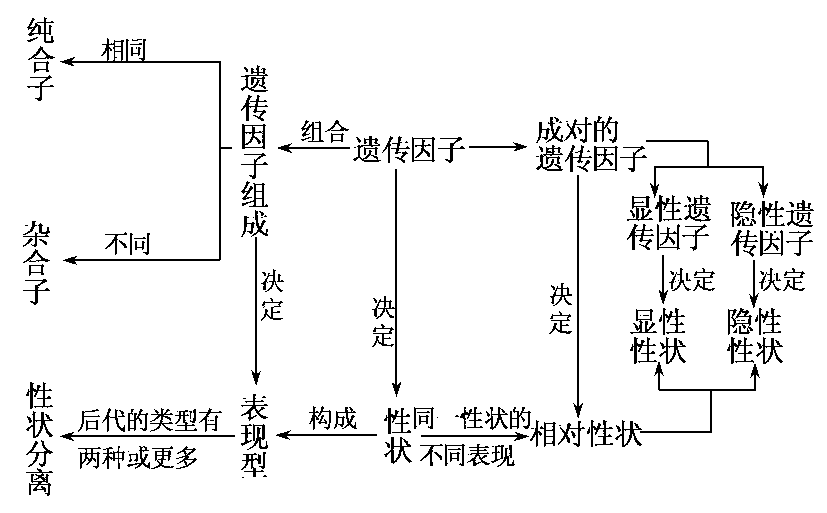 纯合子
相同
遗传因子组成
组合
遗传因子
成对的
遗传因子
显性遗
传因子
隐性遗
传因子
杂合子
不同
决定
决定
决定
决定
决定
显性
性状
隐性
性状
性状分离
后代的类型有
两种或更多
表现型
构成
性状
同一性状的
不同表现
相对性状